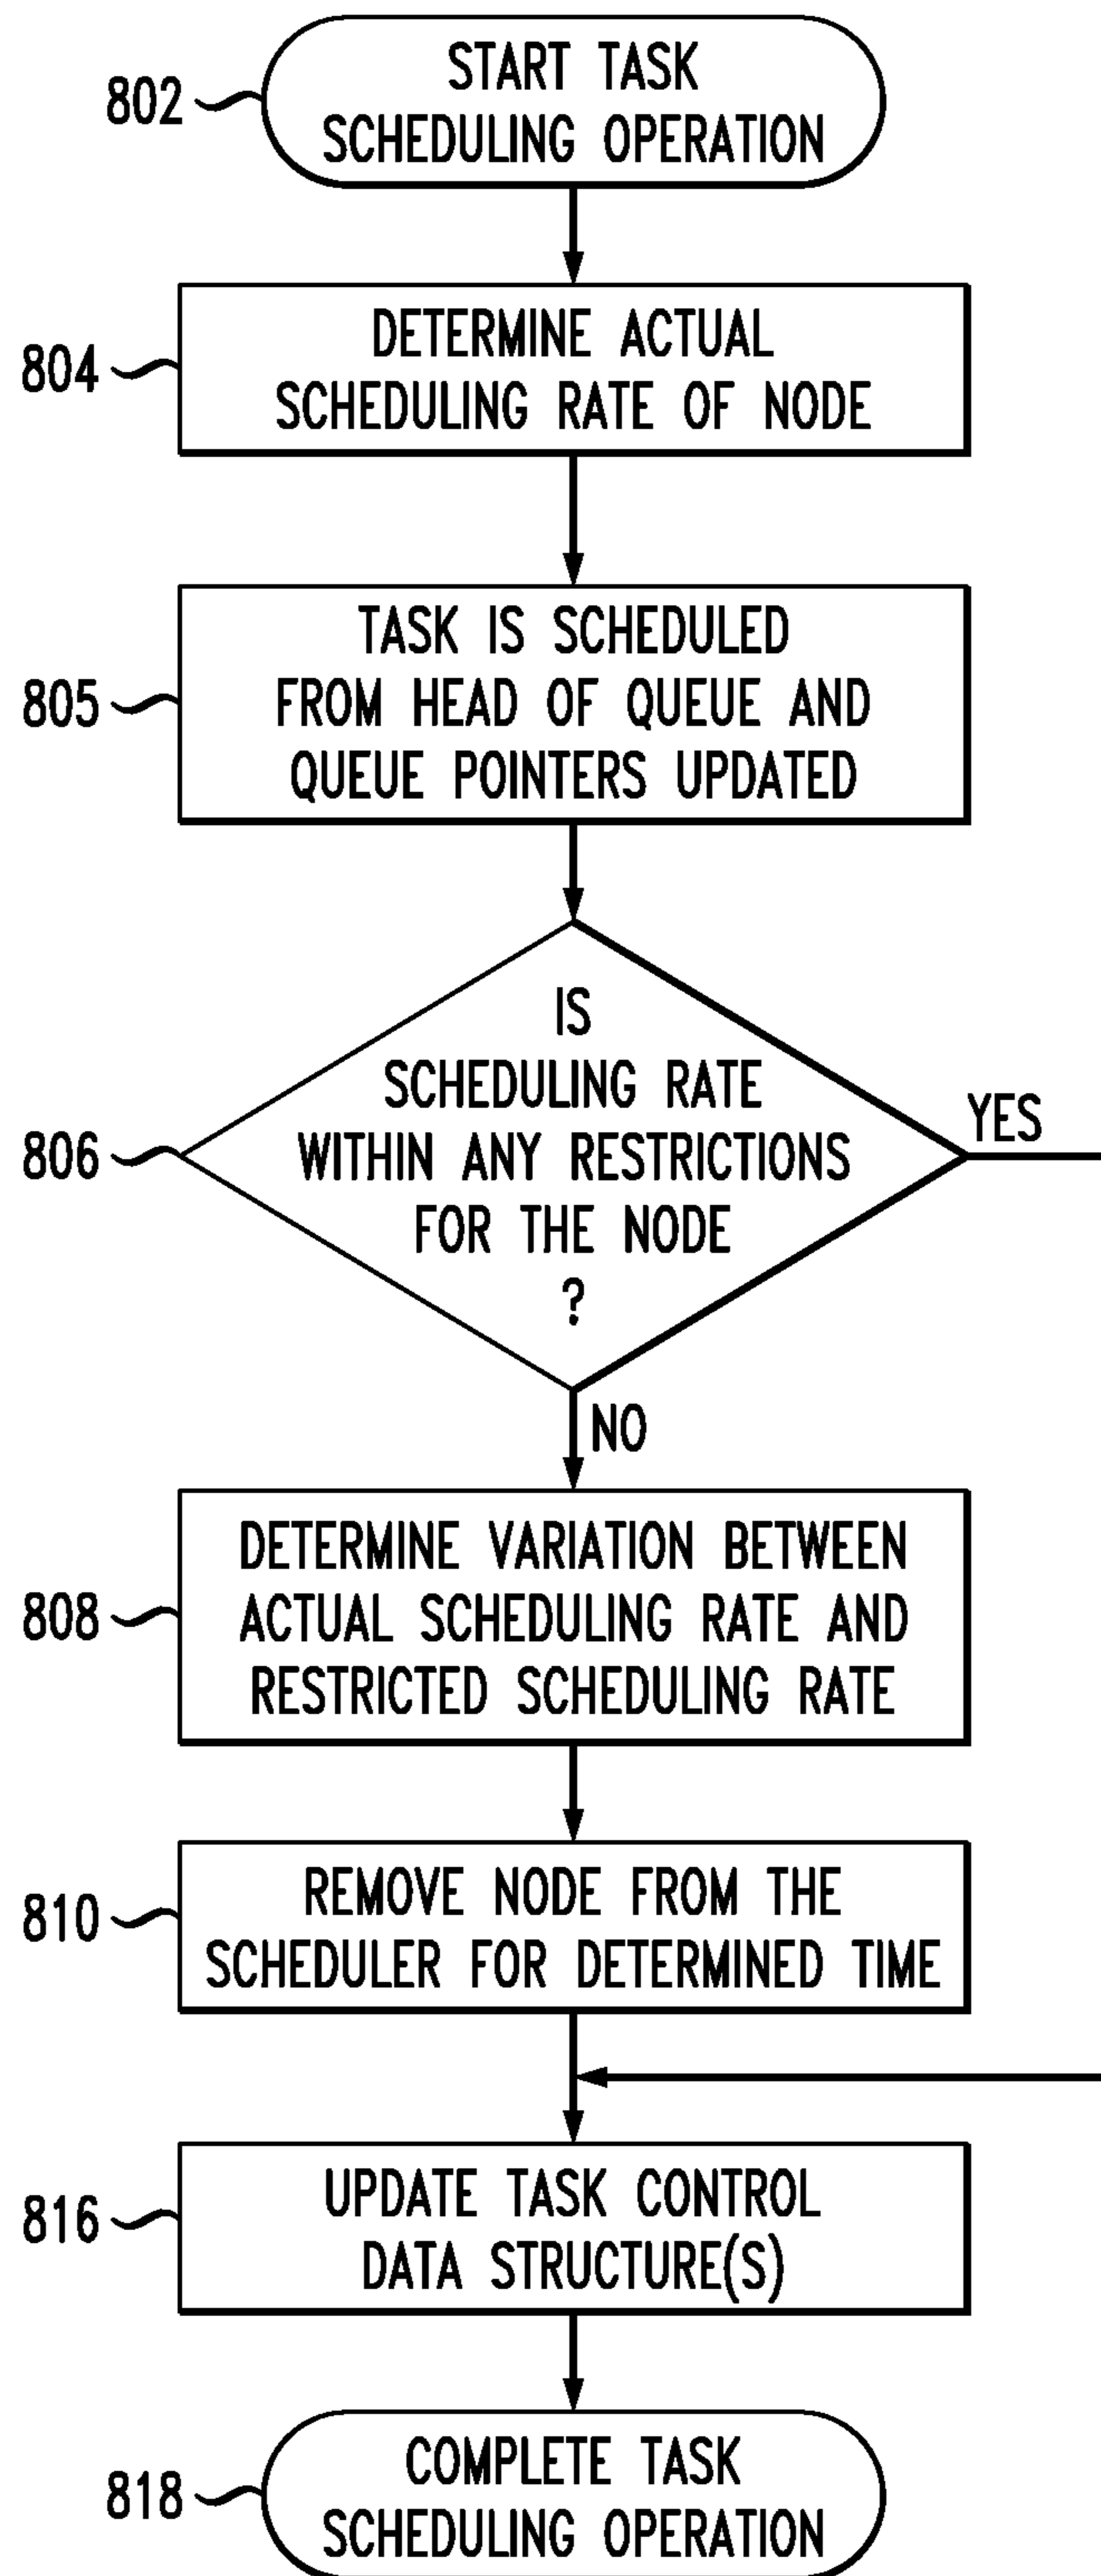 802
START TASK
SCHEDULING OPERATION
804
DETERMINE ACTUAL
SCHEDULING RATE OF NODE
805
TASK IS SCHEDULED
FROM HEAD OF QUEUE AND
QUEUE POINTERS UPDATED
806
IS
SCHEDULING RATE
WITHIN ANY RESTRICTIONS
FOR THE NODE
?
YES
NO
808
DETERMINE VARIATION BETWEEN
ACTUAL SCHEDULING RATE AND
RESTRICTED SCHEDULING RATE
810
REMOVE NODE FROM THE
SCHEDULER FOR DETERMINED TIME
816
UPDATE TASK CONTROL
DATA STRUCTURE(S)
818
COMPLETE TASK
SCHEDULING OPERATION